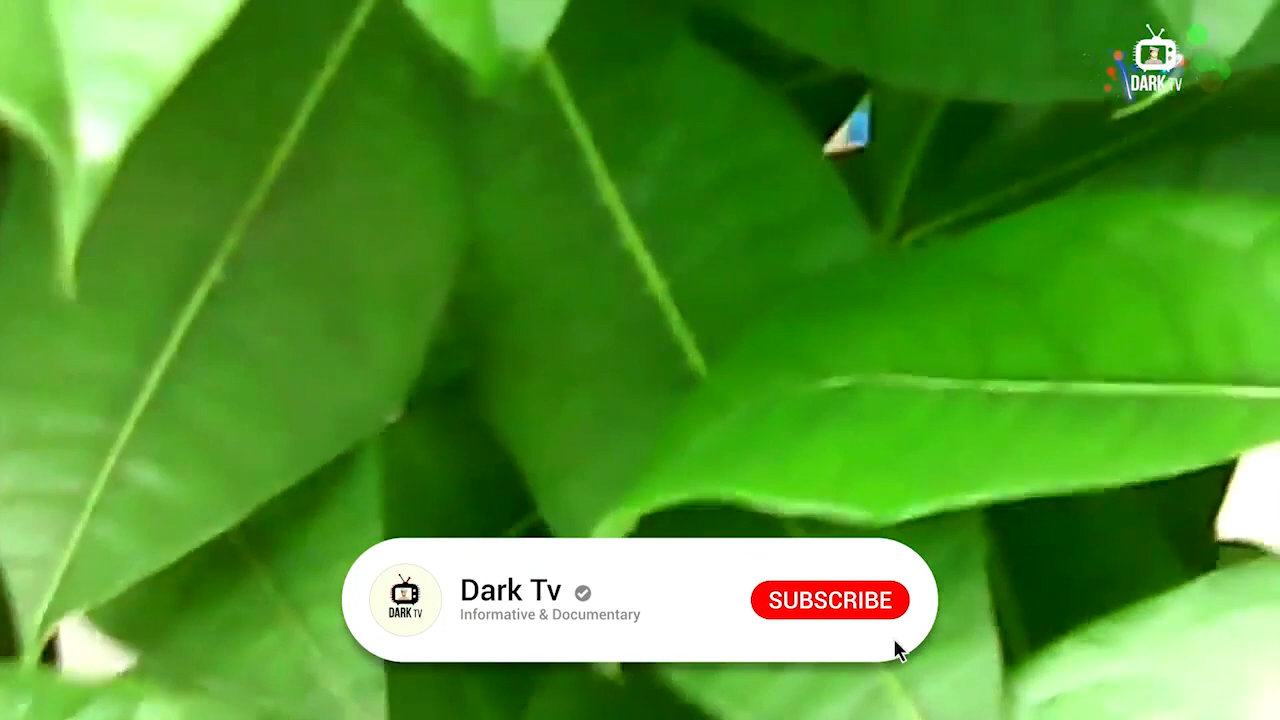 DARK TV
Dark Tv
Informative & Documentary
SUBSCRIBE
DARK TV